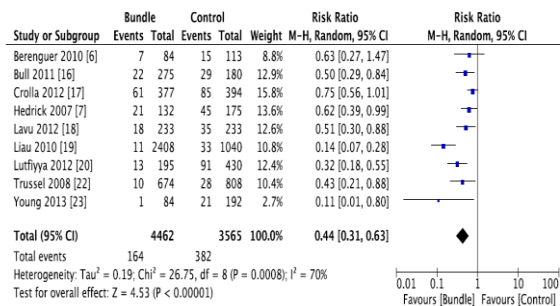 Bundle Control Risk Ratio Risk Ratio
Study or Subgroup Events Total Events Total Weight M-H, Random, 95% CI M-H, Random, 95% CI
Berenguer 2010 [6] 7 84 15 113 8.8% 0.63 [0.27, 1.47]
Bull 2011 [16] 22 275 29 180 11.8% 0.50 [0.29, 0.84]
Crolla 2012 [17] 61 377 85 394 14.9% 0.75 [0.56, 1.01]
Hedrick 2007 [7] 21 132 45 175 12.9% 0.62 [0.39, 0.99]
Lavu 2012 [18] 18 233 35 233 11.9% 0.51 [0.30, 0.88]
Liau 2010 [19] 11 2408 33 1040 10.4% 0.14 [0.07, 0.28]
Lutfiyya 2012 [20] 13 195 91 430 11.7% 0.32 [0.18, 0.55]
Trussel 2008 [22] 10 674 28 808 10.1% 0.43 [0.21, 0.88]
Young 2013 [23] 1 84 21 192 2.7% 0.11 [0.01, 0.80]
Total (95% CI) 4462 3565 100.0% 0.44 [0.31, 0.63]
Total events 164 382
Heterogeneity: Tau² = 0.19; Chi² = 26.75, df = 8 (P = 0.0008); I² = 70%
Test for overall effect: Z = 4.53 (P < 0.00001)
0.01 0.1 1 10 100
Favours [Bundle] Favours [Control]